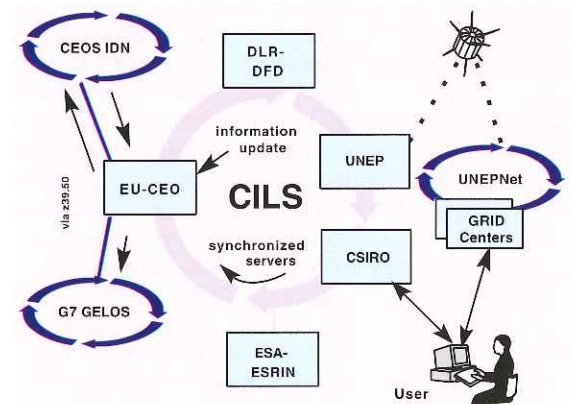 CEOS IDN
DLR-
DFD
information
update
UNEP
UNEPNet
EU-CEO
CILS
via z39.50
GRID
Centers
synchronized
servers
CSIRO
G7 GELOS
ESA-
ESRIN
User